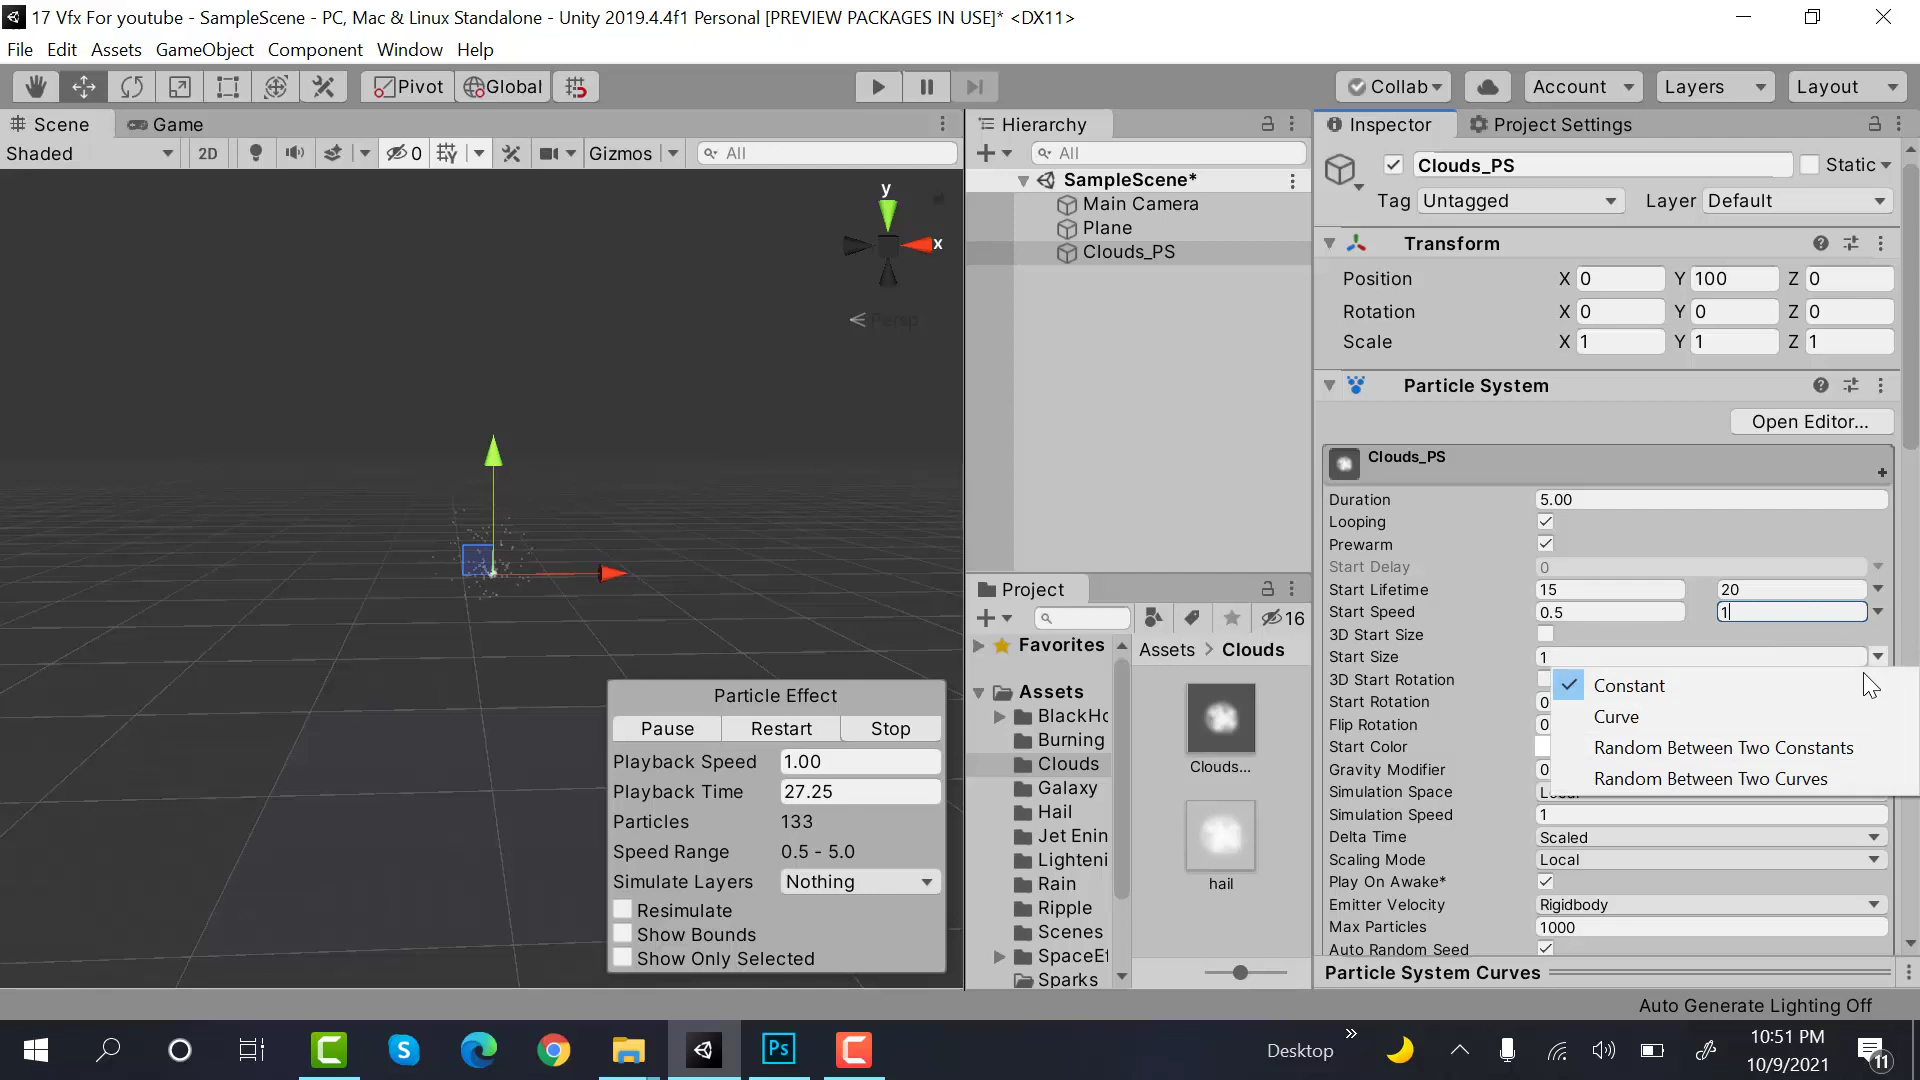 17 Vfx For youtube - SampleScene - PC, Mac & Linux Standalone - Unity 2019.4.4f1 Personal [PREVIEW PACKAGES IN USE]* <DX11>
File Edit Assets GameObject Component Window Help
Pivot Global Collab Account Layers Layout
Scene Game
Shaded 2D 0 Gizmos All
y
x
Persp
Particle Effect
Pause Restart Stop
Playback Speed 1.00
Playback Time 27.25
Particles 133
Speed Range 0.5 - 5.0
Simulate Layers Nothing
Resimulate
Show Bounds
Show Only Selected
Hierarchy
All
SampleScene*
Main Camera
Plane
Clouds_PS
Project
16
Favorites
Assets
BlackHo
Burning
Clouds
Galaxy
Hail
Jet Enin
Lighteni
Rain
Ripple
Scenes
SpaceEf
Sparks
Assets > Clouds
Clouds...
hail
Inspector Project Settings
Clouds_PS Static
Tag Untagged Layer Default
Transform
Position X 0 Y 100 Z 0
Rotation X 0 Y 0 Z 0
Scale X 1 Y 1 Z 1
Particle System
Open Editor...
Clouds_PS
Duration 5.00
Looping
Prewarm
Start Delay 0
Start Lifetime 15 20
Start Speed 0.5 1
3D Start Size
Start Size 1
3D Start Rotation
Start Rotation 0
Flip Rotation 0
Start Color
Gravity Modifier 0
Simulation Space Local
Simulation Speed 1
Delta Time Scaled
Scaling Mode Local
Play On Awake*
Emitter Velocity Rigidbody
Max Particles 1000
Auto Random Seed
Constant
Curve
Random Between Two Constants
Random Between Two Curves
Particle System Curves
Auto Generate Lighting Off
Ps
Desktop
10:51 PM
10/9/2021
11